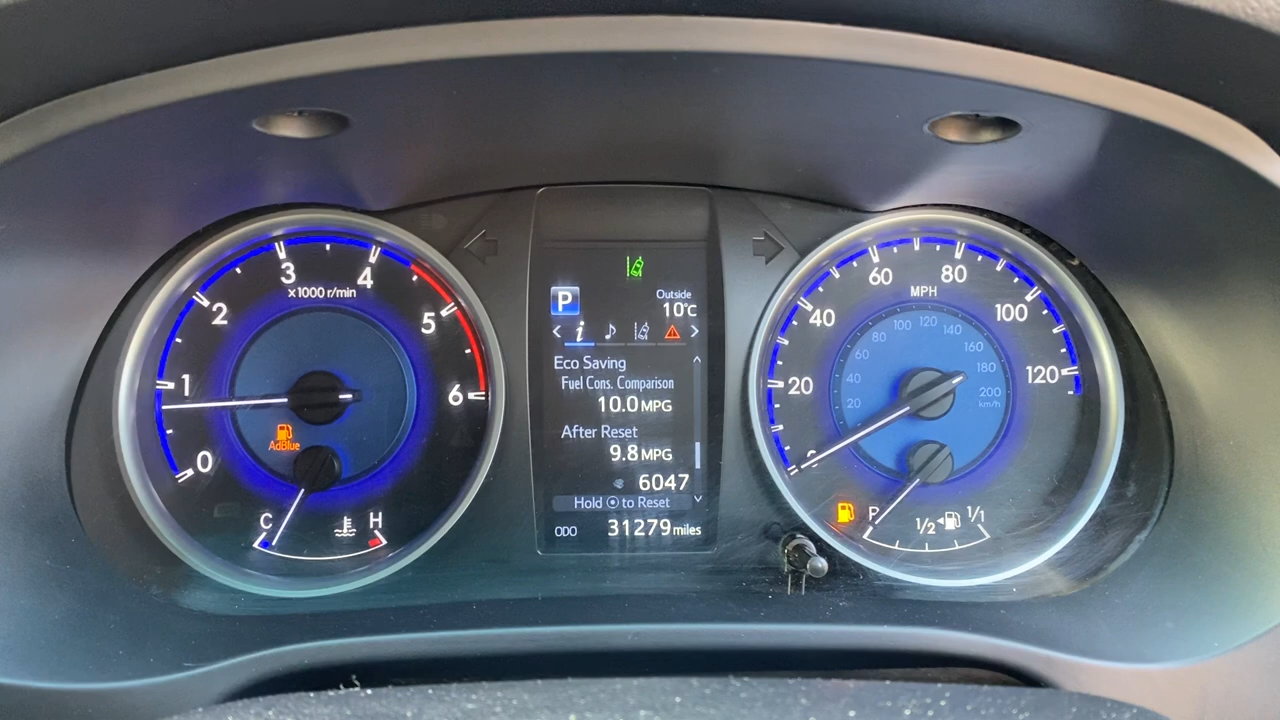 3
4
x1000 r/min
2
5
1
6
0
AdBlue
C
H
P
Outside
10°C
i
Eco Saving
Fuel Cons. Comparison
10.0 MPG
After Reset
9.8 MPG
6047
Hold to Reset
ODO 31279 miles
60
80
MPH
40
100
20
120
100
120
80
140
60
160
40
180
20
200
km/h
1/2
1/1